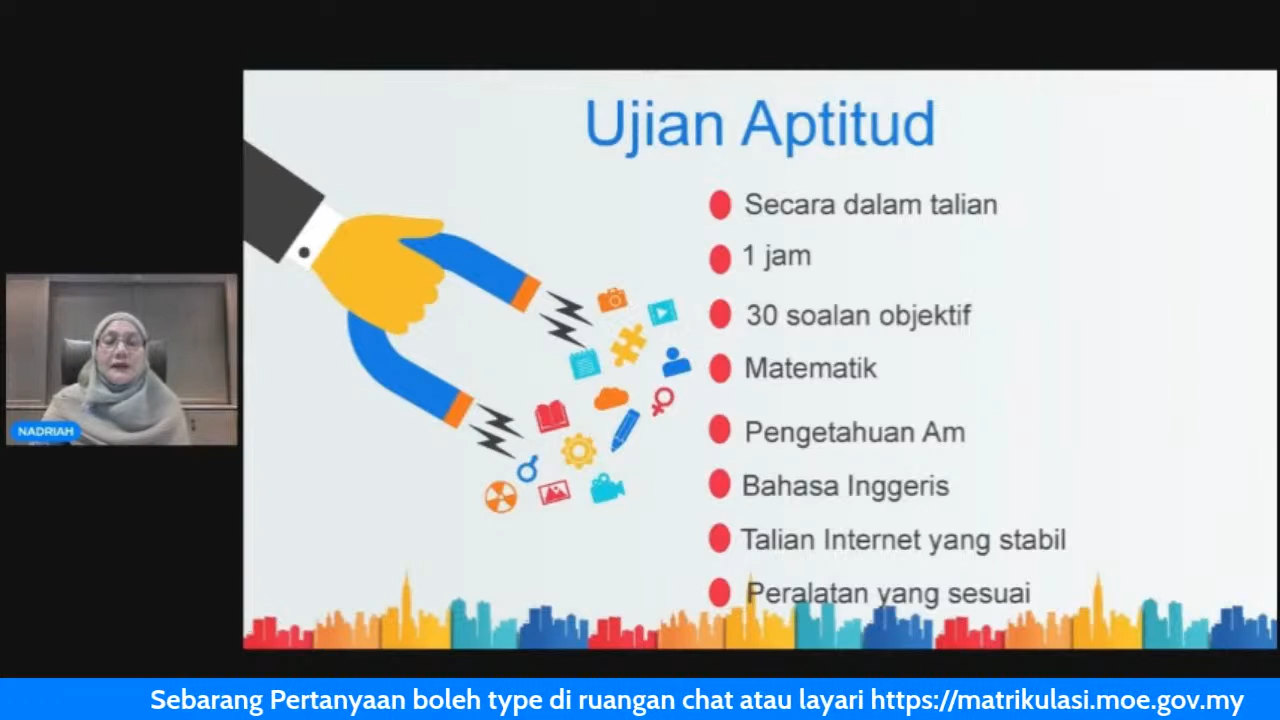 Ujian Aptitud
Secara dalam talian
1 jam
30 soalan objektif
Matematik
Pengetahuan Am
Bahasa Inggeris
Talian Internet yang stabil
Peralatan yang sesuai
NADRIAH
Sebarang Pertanyaan boleh type di ruangan chat atau layari https://matrikulasi.moe.gov.my